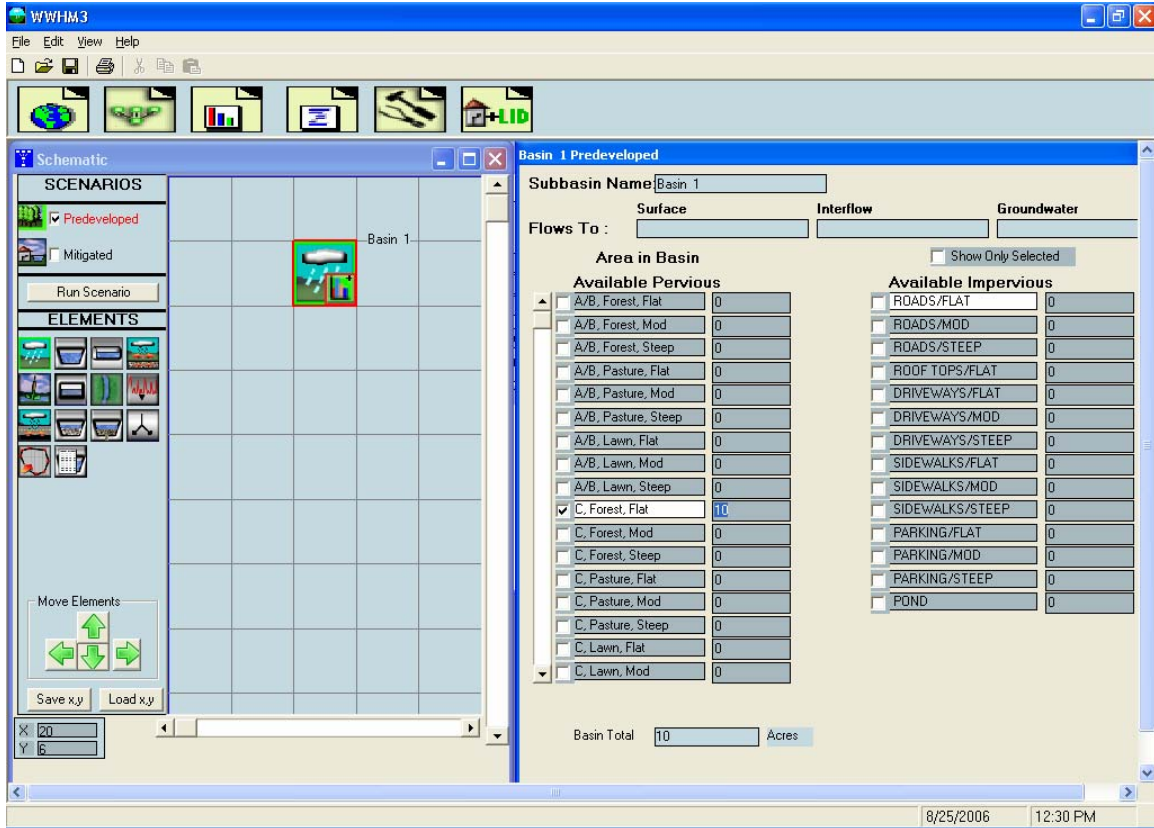 WWHM3
File Edit View Help
+LID
Schematic
SCENARIOS
Predeveloped
Mitigated
Run Scenario
ELEMENTS
Move Elements
Save x,y Load x,y
X 20
Y 6
Basin 1
Basin 1 Predeveloped
Subbasin Name: Basin 1
Surface Interflow Groundwater
Flows To :
Area in Basin Show Only Selected
Available Pervious Available Impervious
A/B, Forest, Flat 0 ROADS/FLAT 0
A/B, Forest, Mod 0 ROADS/MOD 0
A/B, Forest, Steep 0 ROADS/STEEP 0
A/B, Pasture, Flat 0 ROOF TOPS/FLAT 0
A/B, Pasture, Mod 0 DRIVEWAYS/FLAT 0
A/B, Pasture, Steep 0 DRIVEWAYS/MOD 0
A/B, Lawn, Flat 0 DRIVEWAYS/STEEP 0
A/B, Lawn, Mod 0 SIDEWALKS/FLAT 0
A/B, Lawn, Steep 0 SIDEWALKS/MOD 0
C, Forest, Flat 10 SIDEWALKS/STEEP 0
C, Forest, Mod 0 PARKING/FLAT 0
C, Forest, Steep 0 PARKING/MOD 0
C, Pasture, Flat 0 PARKING/STEEP 0
C, Pasture, Mod 0 POND 0
C, Pasture, Steep 0
C, Lawn, Flat 0
C, Lawn, Mod 0
Basin Total 10 Acres
8/25/2006 12:30 PM